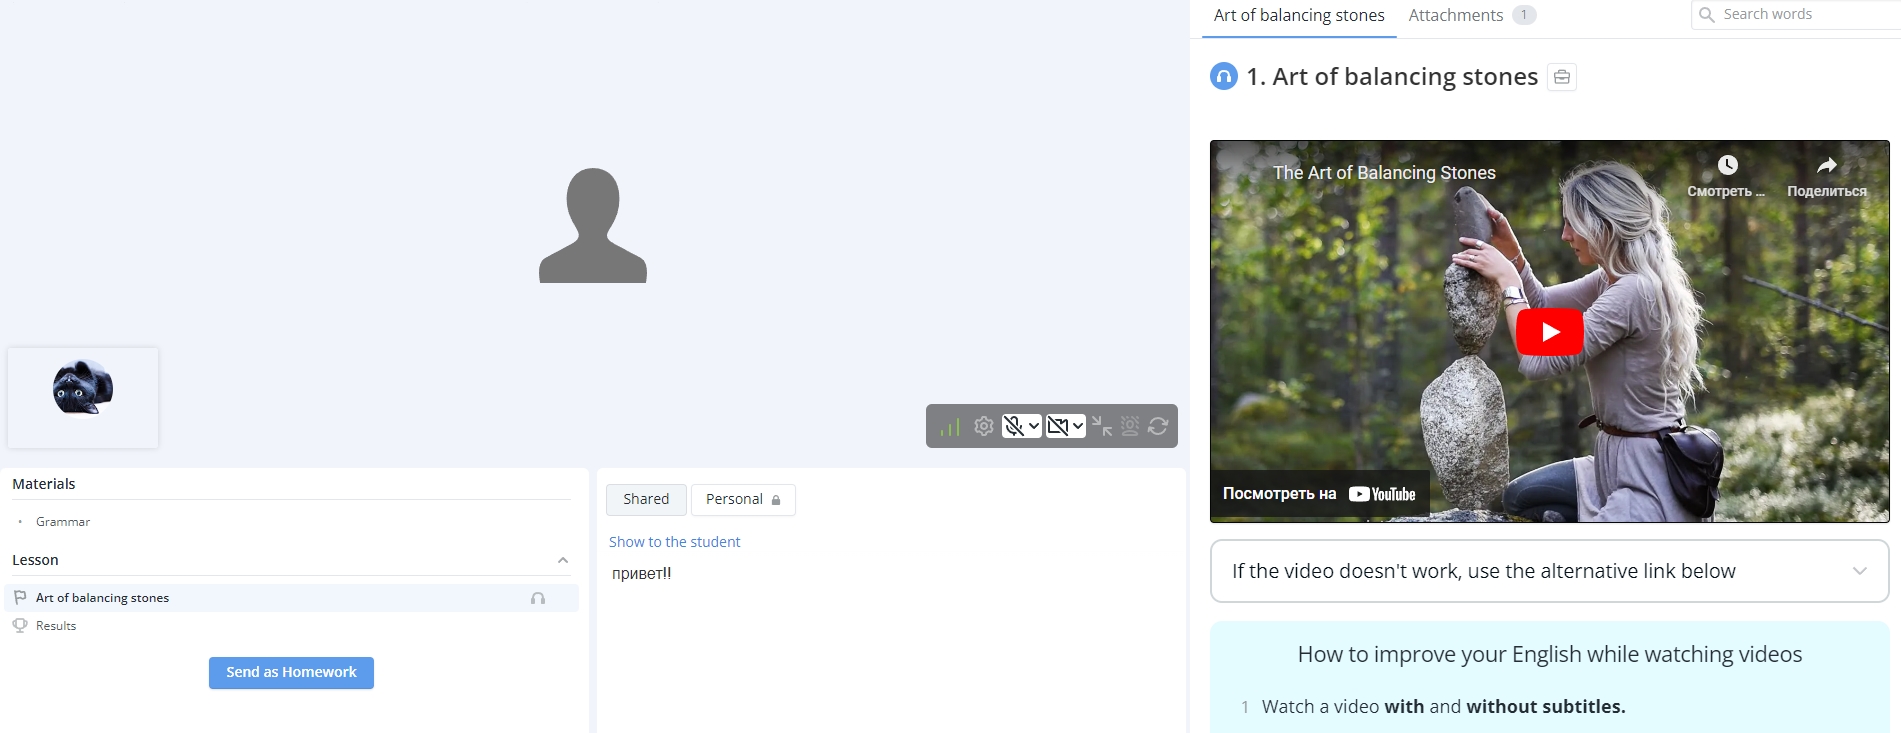 Art of balancing stones
Attachments 1
Search words
1. Art of balancing stones
The Art of Balancing Stones
Смотреть ...
Поделиться
Посмотреть на YouTube
If the video doesn't work, use the alternative link below
How to improve your English while watching videos
1 Watch a video with and without subtitles.
Materials
Grammar
Lesson
Art of balancing stones
Results
Send as Homework
Shared
Personal
Show to the student
привет!!